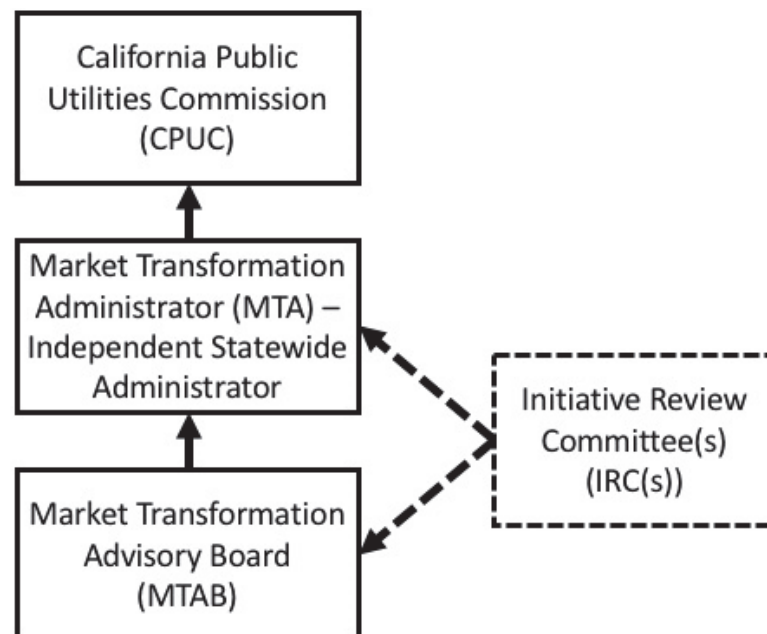 California Public
Utilities Commission
(CPUC)
Market Transformation
Administrator (MTA) –
Independent Statewide
Administrator
Initiative Review
Committee(s)
(IRC(s))
Market Transformation
Advisory Board
(MTAB)